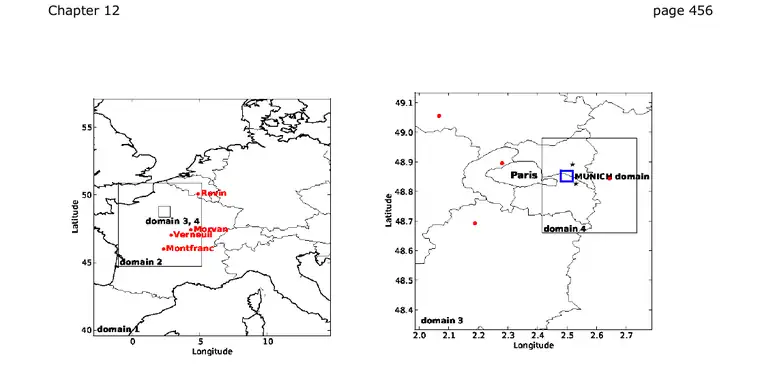 Chapter 12 page 456
55
50
45
40
0 5 10
Latitude
Longitude
Revin
domain 3, 4
Morvan
Verneuil
Montfranc
domain 2
domain 1
49.1
49.0
48.9
48.8
48.7
48.6
48.5
48.4
2.0 2.1 2.2 2.3 2.4 2.5 2.6 2.7
Latitude
Longitude
Paris
MUNICH domain
domain 4
domain 3